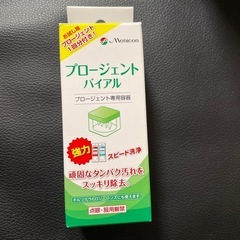 Menicon
お試し用
プロージェント
1回分付き!
プロージェント
バイアル
プロージェント専用容器
強力
スピード洗浄
頑固なタンパク汚れを
スッキリ除去。
点眼・服用厳禁